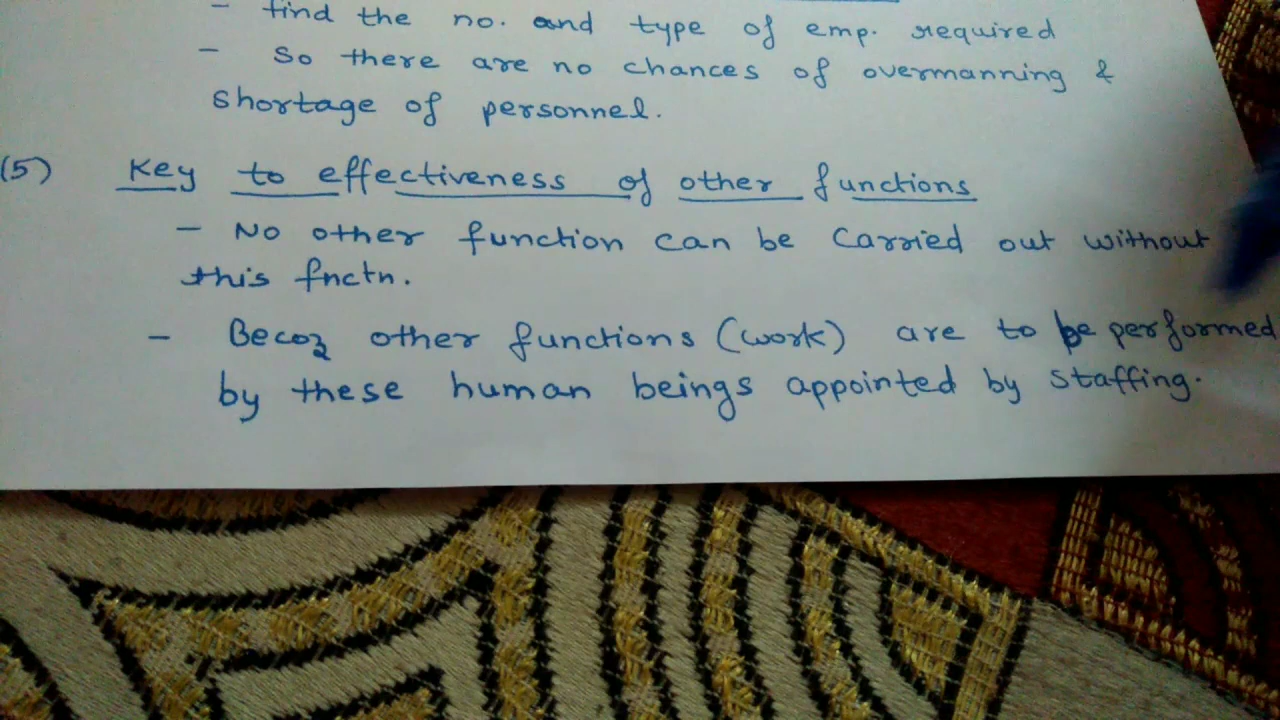 - find the no. and type of emp. required
- So there are no chances of overmanning &
shortage of personnel.
(5) Key to effectiveness of other functions
- No other function can be carried out without
this fnctn.
- Becoz other functions (work) are to be performed
by these human beings appointed by staffing.